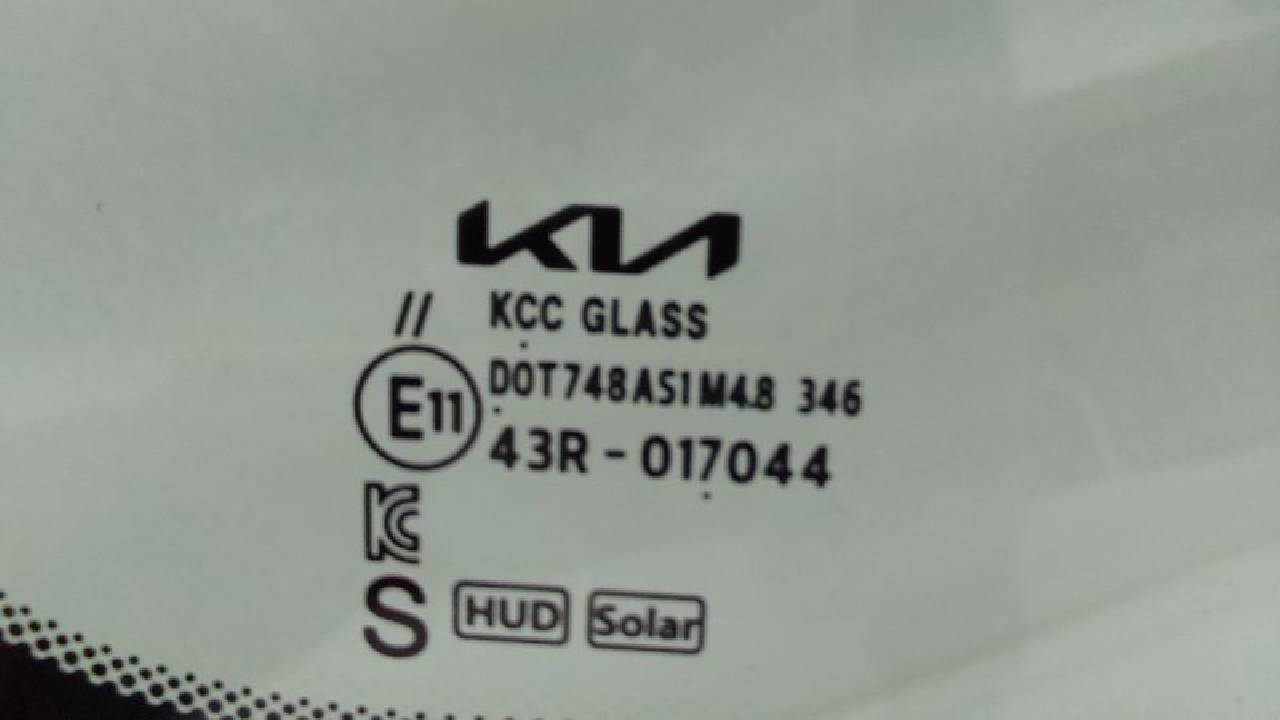 KIA
// KCC GLASS
E11 DOT748AS1M4.8 346
43R-017044
KC
S HUD Solar